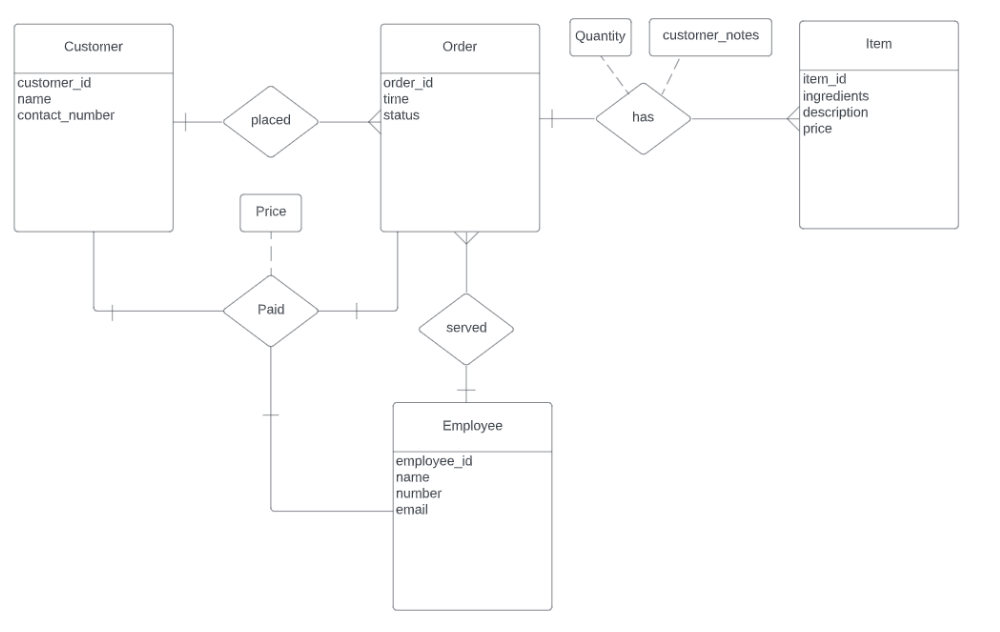 Customer
customer_id
name
contact_number
placed
Order
order_id
time
status
Quantity
customer_notes
has
Item
item_id
ingredients
description
price
Price
Paid
served
Employee
employee_id
name
number
email